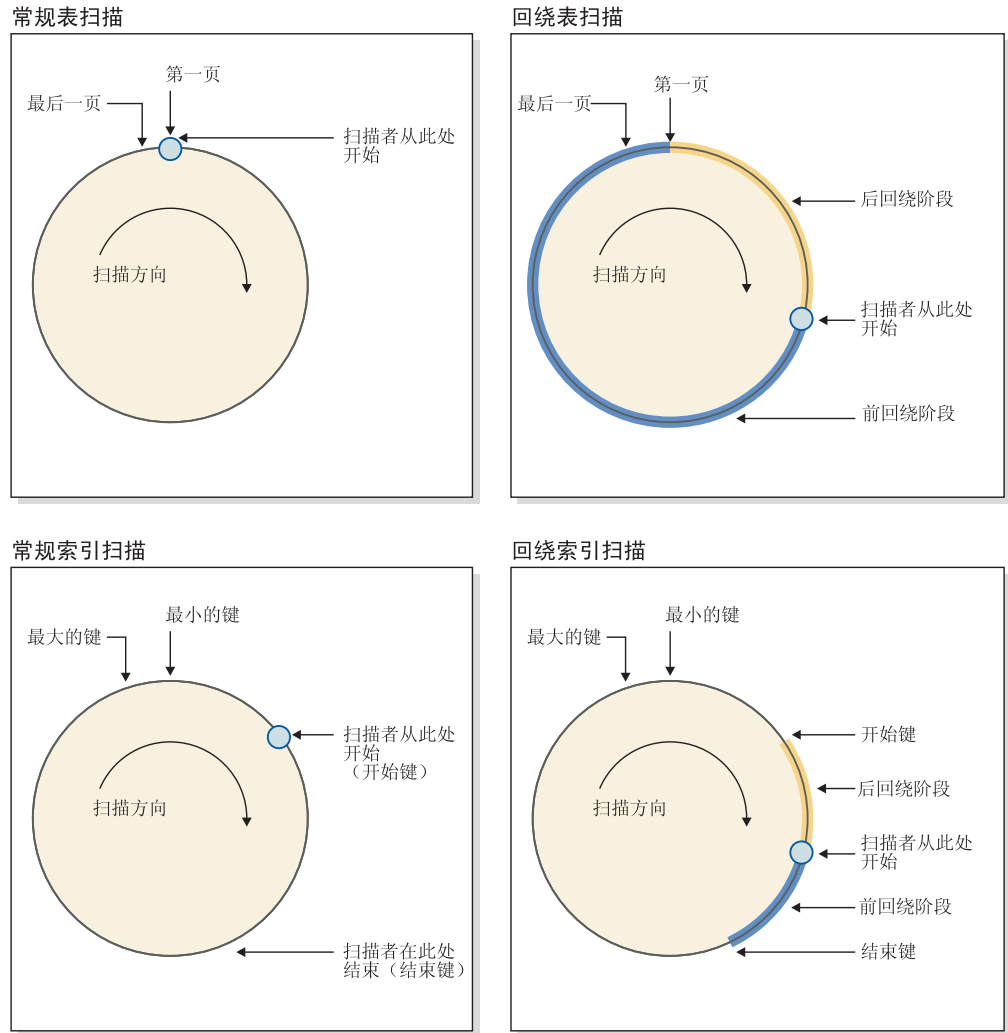 常规表扫描
第一页
最后一页
扫描者从此处
开始
扫描方向
回绕表扫描
第一页
最后一页
后回绕阶段
扫描方向
扫描者从此处
开始
前回绕阶段
常规索引扫描
最小的键
最大的键
扫描者从此处
开始
（开始键）
扫描方向
扫描者在此处
结束（结束键）
回绕索引扫描
最小的键
最大的键
开始键
后回绕阶段
扫描方向
扫描者从此处
开始
前回绕阶段
结束键